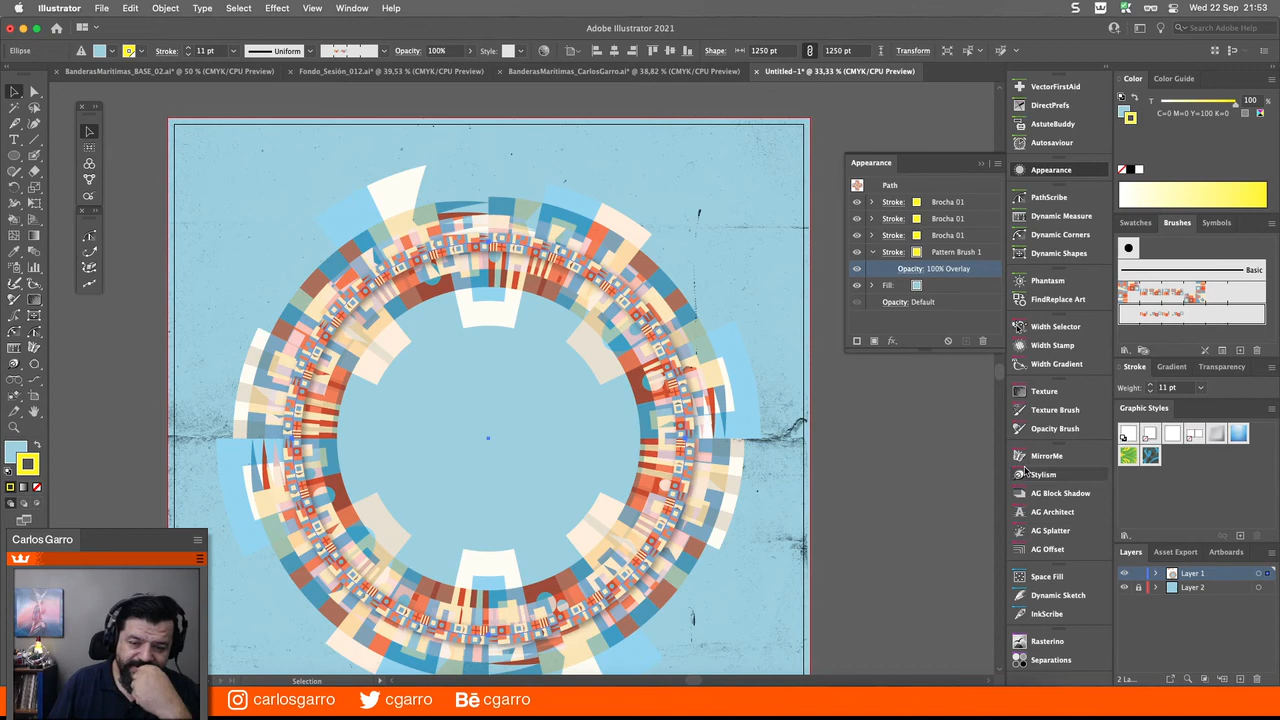 Illustrator File Edit Object Type Select Effect View Window Help Wed 22 Sep 21:53
Adobe Illustrator 2021 Search Adobe Help
Ellipse Stroke: 11 pt Uniform Opacity: 100% Style: Shape: 1250 pt 1250 pt Transform
BanderasMaritimas_BASE_02.ai* @ 50 % (CMYK/CPU Preview) Fondo_Sesión_012.ai* @ 39,53 % (CMYK/CPU Preview) BanderasMaritimas_CarlosGarro.ai* @ 38,82 % (CMYK/CPU Preview) Untitled-1* @ 33,33 % (CMYK/CPU Preview)
Appearance
Path
Stroke: Brocha 01
Stroke: Brocha 01
Stroke: Brocha 01
Stroke: Pattern Brush 1
Opacity: 100% Overlay
Fill:
Opacity: Default
fx
VectorFirstAid
DirectPrefs
AstuteBuddy
Autosaviour
Appearance
PathScribe
Dynamic Measure
Dynamic Corners
Dynamic Shapes
Phantasm
FindReplace Art
Width Selector
Width Stamp
Width Gradient
Texture
Texture Brush
Opacity Brush
MirrorMe
Stylism
AG Block Shadow
AG Architect
AG Splatter
AG Offset
Space Fill
Dynamic Sketch
InkScribe
Rasterino
Separations
Color Color Guide
T 100 %
C=0 M=0 Y=100 K=0
Swatches Brushes Symbols
Basic
Stroke Gradient Transparency
Weight: 11 pt
Graphic Styles
Layers Asset Export Artboards
Layer 1
Layer 2
2 La...
Selection
Carlos Garro
carlosgarro cgarro Bē cgarro